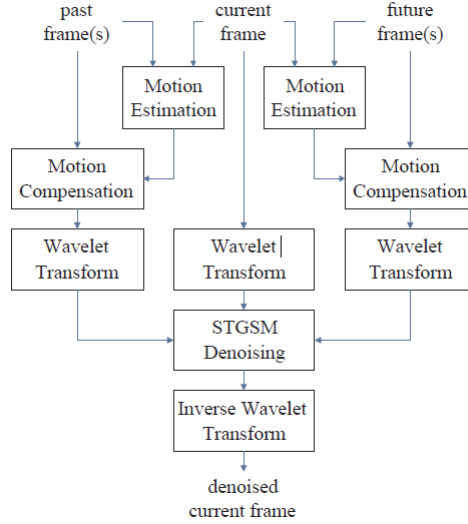 past
frame(s)
current
frame
future
frame(s)
Motion
Estimation
Motion
Estimation
Motion
Compensation
Motion
Compensation
Wavelet
Transform
Wavelet
Transform
Wavelet
Transform
STGSM
Denoising
Inverse Wavelet
Transform
denoised
current frame